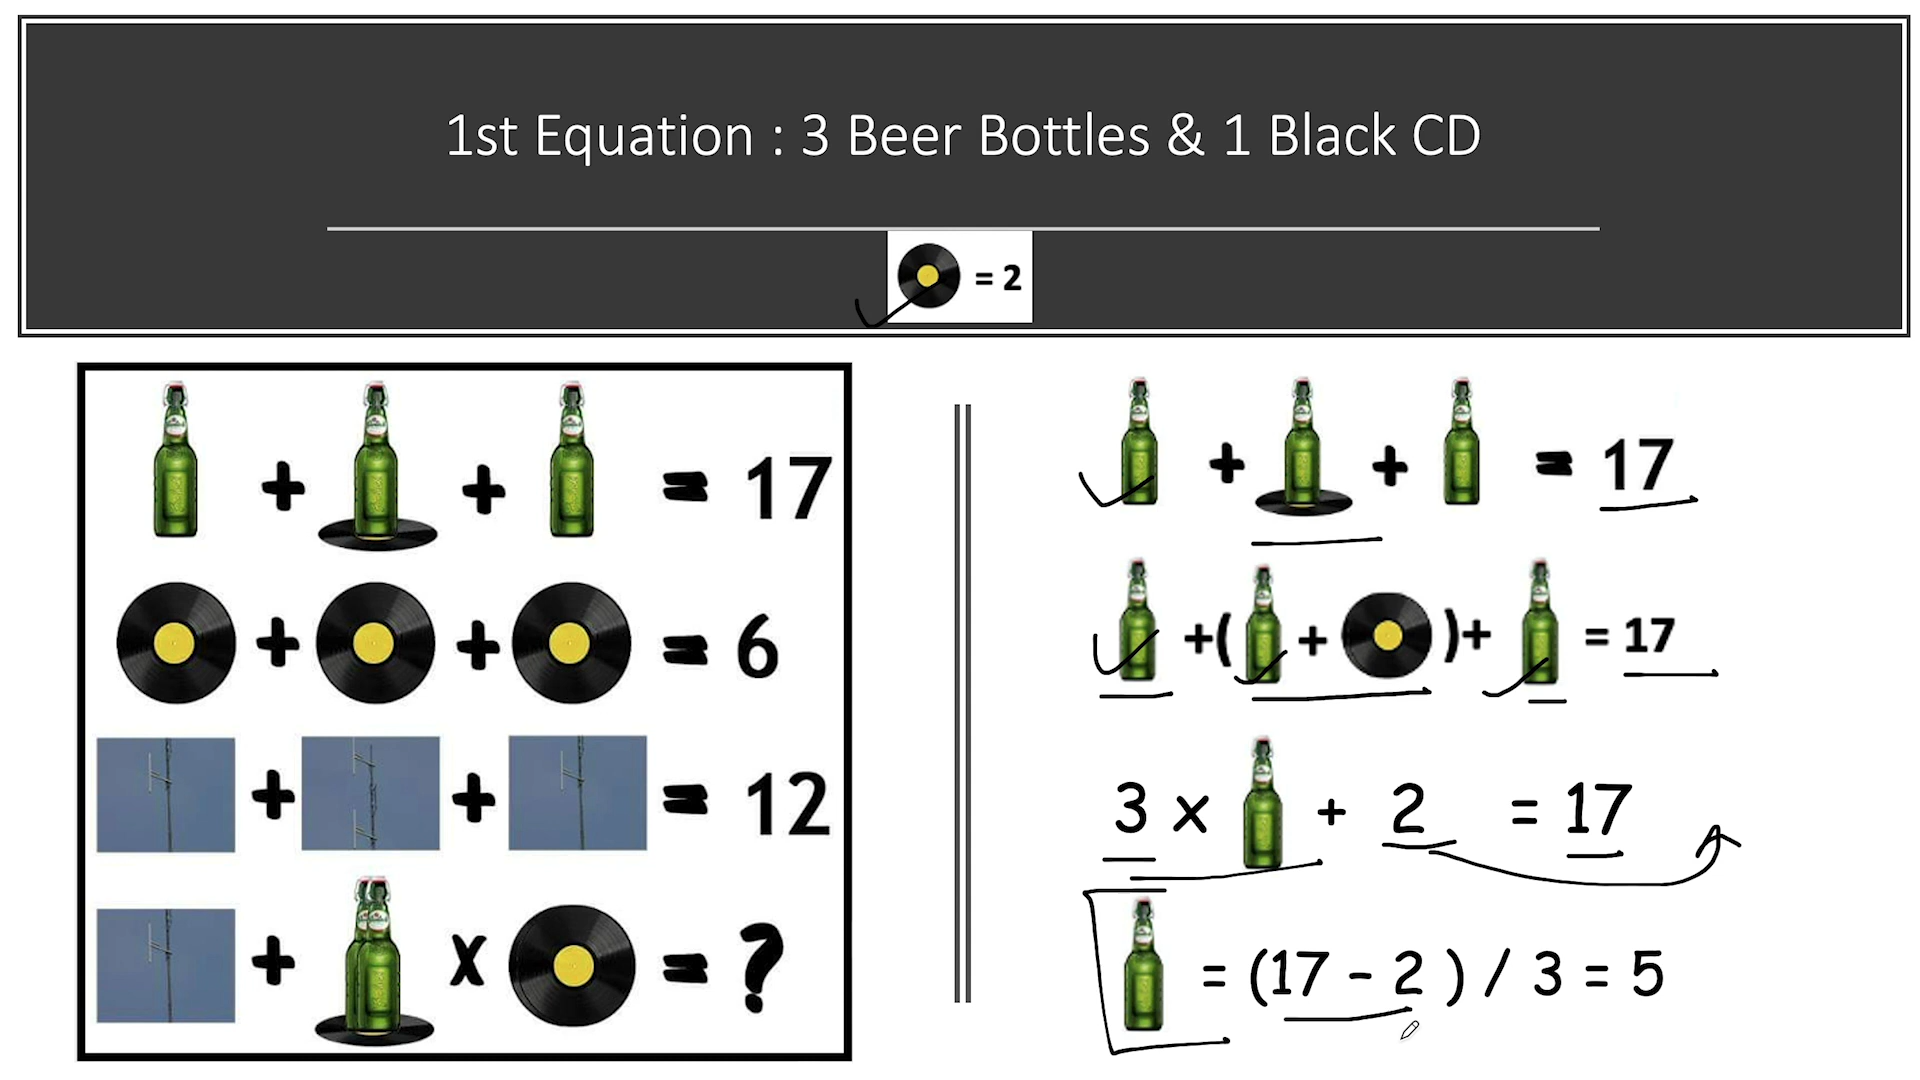 1st Equation : 3 Beer Bottles & 1 Black CD
= 2
+ + = 17
+ + = 6
+ + = 12
+ x = ?
+ + = 17
+( + )+ = 17
3 x + 2 = 17
= (17 - 2 ) / 3 = 5